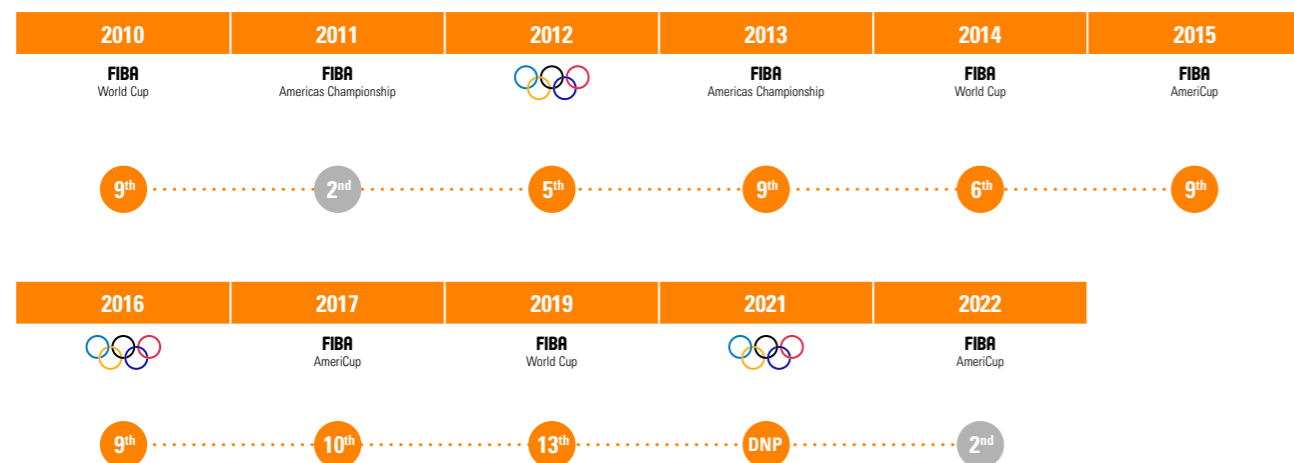 2010 2011 2012 2013 2014 2015
FIBA FIBA FIBA FIBA FIBA
World Cup Americas Championship Americas Championship World Cup AmeriCup
9th 2nd 5th 9th 6th 9th
2016 2017 2019 2021 2022
FIBA FIBA FIBA
AmeriCup World Cup AmeriCup
9th 10th 13th DNP 2nd